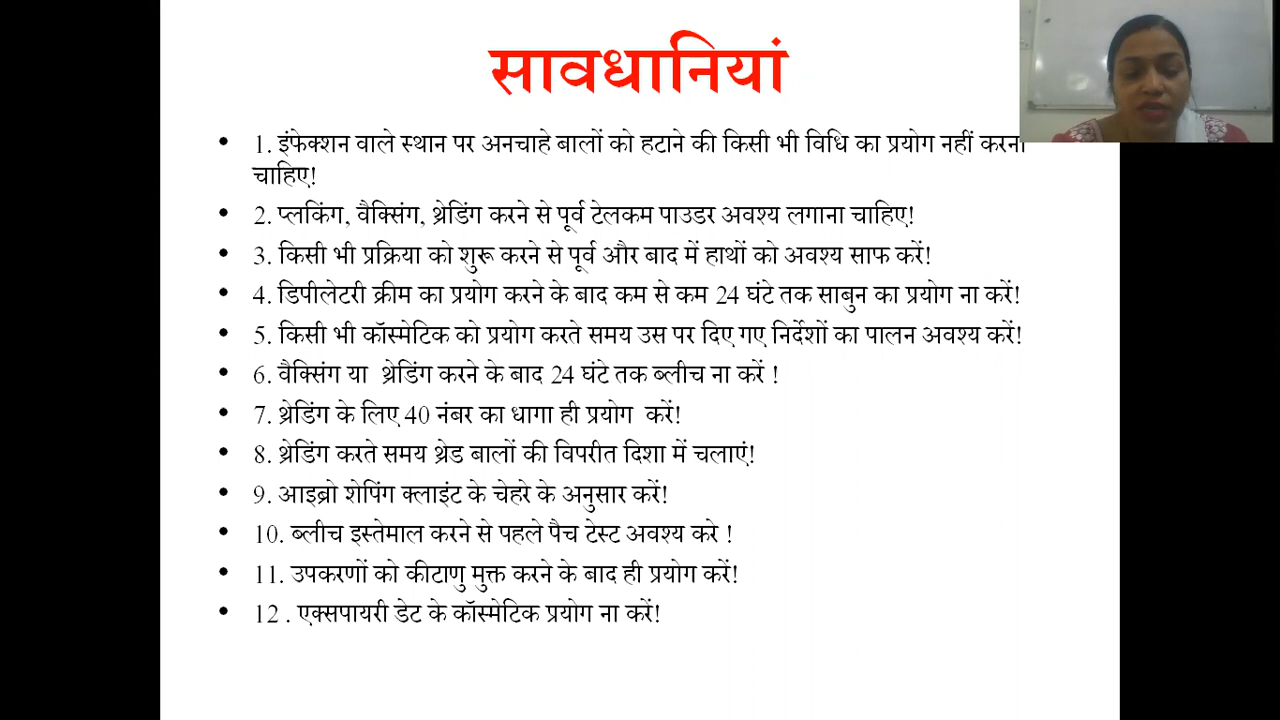 सावधानियां
• 1. इंफेक्शन वाले स्थान पर अनचाहे बालों को हटाने की किसी भी विधि का प्रयोग नहीं करना
चाहिए!
• 2. प्लकिंग, वैक्सिंग, थ्रेडिंग करने से पूर्व टेलकम पाउडर अवश्य लगाना चाहिए!
• 3. किसी भी प्रक्रिया को शुरू करने से पूर्व और बाद में हाथों को अवश्य साफ करें!
• 4. डिपीलेटरी क्रीम का प्रयोग करने के बाद कम से कम 24 घंटे तक साबुन का प्रयोग ना करें!
• 5. किसी भी कॉस्मेटिक को प्रयोग करते समय उस पर दिए गए निर्देशों का पालन अवश्य करें!
• 6. वैक्सिंग या थ्रेडिंग करने के बाद 24 घंटे तक ब्लीच ना करें !
• 7. थ्रेडिंग के लिए 40 नंबर का धागा ही प्रयोग करें!
• 8. थ्रेडिंग करते समय थ्रेड बालों की विपरीत दिशा में चलाएं!
• 9. आइब्रो शेपिंग क्लाइंट के चेहरे के अनुसार करें!
• 10. ब्लीच इस्तेमाल करने से पहले पैच टेस्ट अवश्य करे !
• 11. उपकरणों को कीटाणु मुक्त करने के बाद ही प्रयोग करें!
• 12 . एक्सपायरी डेट के कॉस्मेटिक प्रयोग ना करें!